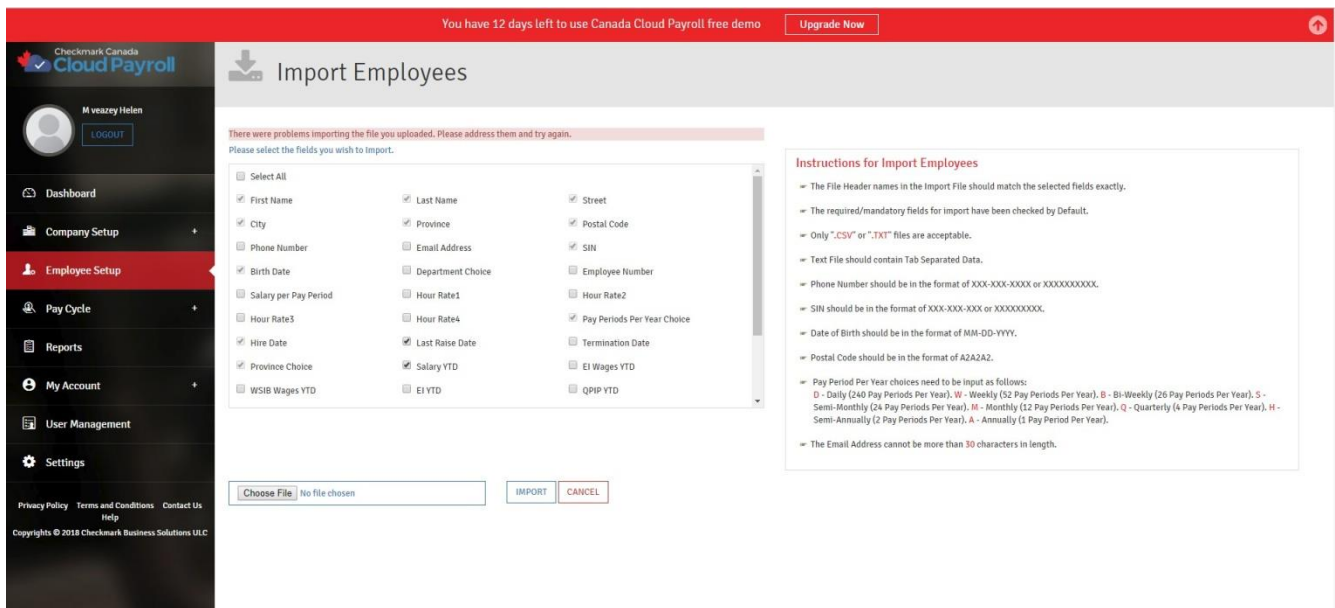 You have 12 days left to use Canada Cloud Payroll free demo
Upgrade Now
Checkmark Canada
Cloud Payroll
M veazey Helen
LOGOUT
Dashboard
Company Setup +
Employee Setup
Pay Cycle +
Reports
My Account +
User Management
Settings
Privacy Policy Terms and Conditions Contact Us
Help
Copyrights © 2018 Checkmark Business Solutions ULC
Import Employees
There were problems importing the file you uploaded. Please address them and try again.
Please select the fields you wish to Import.
Select All
First Name Last Name Street
City Province Postal Code
Phone Number Email Address SIN
Birth Date Department Choice Employee Number
Salary per Pay Period Hour Rate1 Hour Rate2
Hour Rate3 Hour Rate4 Pay Periods Per Year Choice
Hire Date Last Raise Date Termination Date
Province Choice Salary YTD EI Wages YTD
WSIB Wages YTD EI YTD QPIP YTD
Choose File No file chosen
IMPORT CANCEL
Instructions for Import Employees
The File Header names in the Import File should match the selected fields exactly.
The required/mandatory fields for import have been checked by Default.
Only ".CSV" or ".TXT" files are acceptable.
Text File should contain Tab Separated Data.
Phone Number should be in the format of XXX-XXX-XXXX or XXXXXXXXXX.
SIN should be in the format of XXX-XXX-XXX or XXXXXXXXX.
Date of Birth should be in the format of MM-DD-YYYY.
Postal Code should be in the format of A2A2A2.
Pay Period Per Year choices need to be input as follows:
D - Daily (240 Pay Periods Per Year). W - Weekly (52 Pay Periods Per Year). B - Bi-Weekly (26 Pay Periods Per Year). S -
Semi-Monthly (24 Pay Periods Per Year). M - Monthly (12 Pay Periods Per Year). Q - Quarterly (4 Pay Periods Per Year). H -
Semi-Annually (2 Pay Periods Per Year). A - Annually (1 Pay Period Per Year).
The Email Address cannot be more than 30 characters in length.